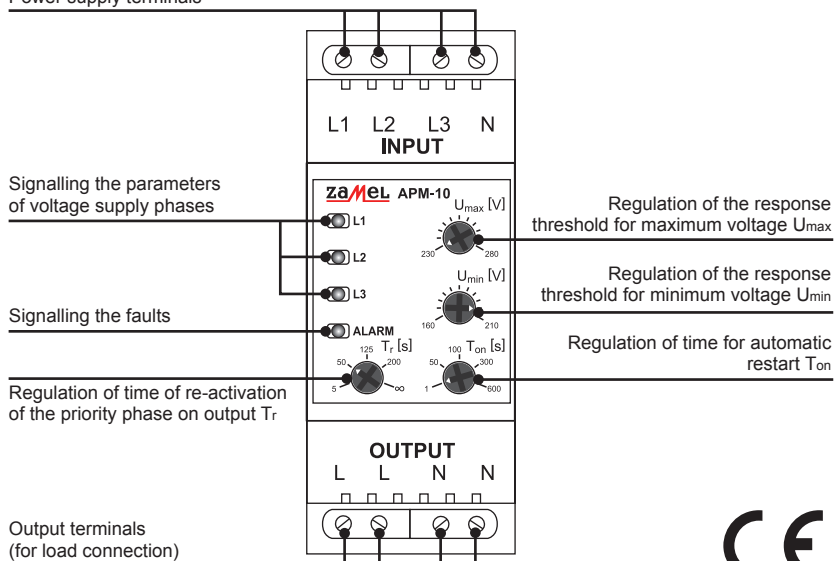 Power supply terminals
L1 L2 L3 N
INPUT
Signalling the parameters
of voltage supply phases
zamel APM-10
Umax [V]
L1
230 280
Regulation of the response
threshold for maximum voltage Umax
L2
Umin [V]
L3
160 210
Regulation of the response
threshold for minimum voltage Umin
Signalling the faults
ALARM
Tr [s]
5 50 125 200 ∞
Ton [s]
1 50 100 300 600
Regulation of time for automatic
restart Ton
Regulation of time of re-activation
of the priority phase on output Tr
OUTPUT
L L N N
Output terminals
(for load connection)
CE